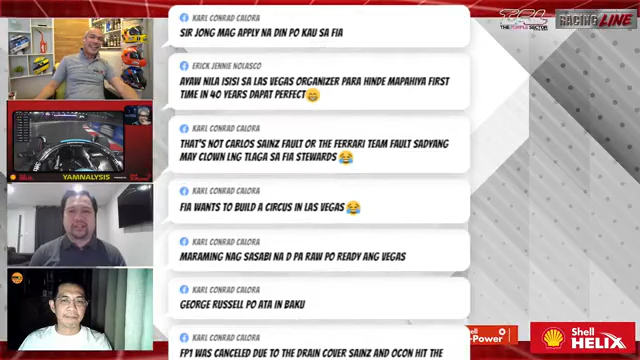 KARL CONRAD CALORA
SIR JONG MAG APPLY NA DIN PO KAU SA FIA
ERICK JENNIE NOLASCO
AYAW NILA ISISI SA LAS VEGAS ORGANIZER PARA HINDE MAPAHIYA FIRST
TIME IN 40 YEARS DAPAT PERFECT😁
KARL CONRAD CALORA
THAT'S NOT CARLOS SAINZ FAULT OR THE FERRARI TEAM FAULT SADYANG
MAY CLOWN LNG TLAGA SA FIA STEWARDS 😂
KARL CONRAD CALORA
FIA WANTS TO BUILD A CIRCUS IN LAS VEGAS 😂
KARL CONRAD CALORA
MARAMING NAG SASABI NA D PA RAW PO READY ANG VEGAS
KARL CONRAD CALORA
GEORGE RUSSELL PO ATA IN BAKU
KARL CONRAD CALORA
FP1 WAS CANCELED DUE TO THE DRAIN COVER SAINZ AND OCON HIT THE
THE PURPLE SECTOR
RACING LINE
YAMNALYSIS
Shell
-Power
Shell
HELIX